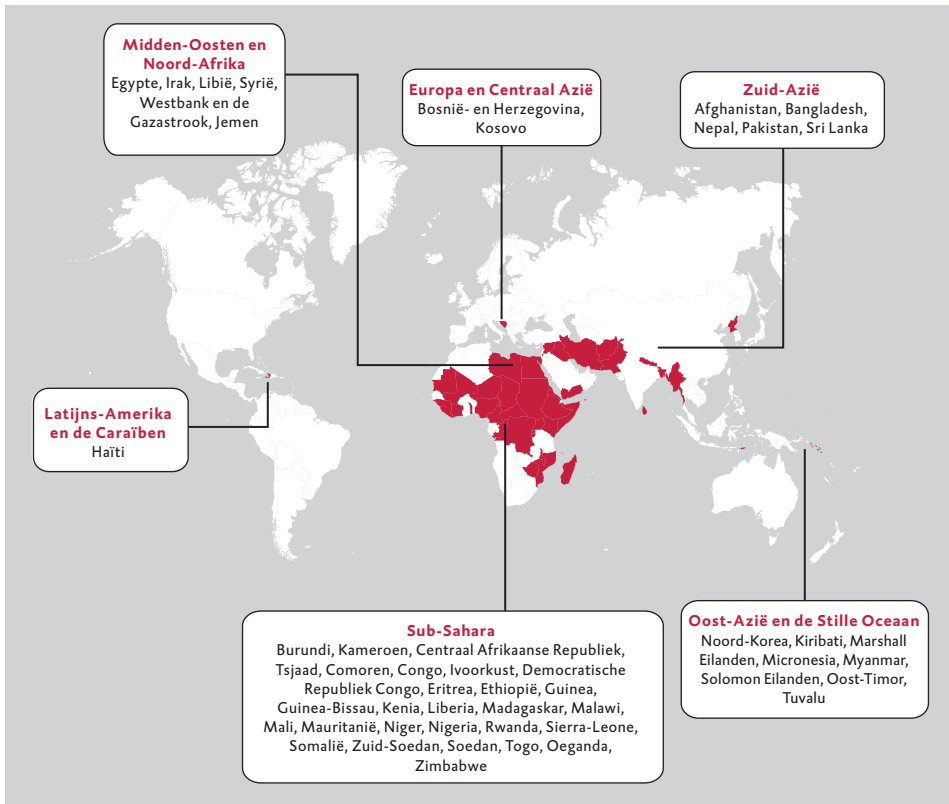 Midden-Oosten en
Noord-Afrika
Egypte, Irak, Libië, Syrië,
Westbank en de
Gazastrook, Jemen
Europa en Centraal Azië
Bosnië- en Herzegovina,
Kosovo
Zuid-Azië
Afghanistan, Bangladesh,
Nepal, Pakistan, Sri Lanka
Latijns-Amerika
en de Caraïben
Haïti
Sub-Sahara
Burundi, Kameroen, Centraal Afrikaanse Republiek,
Tsjaad, Comoren, Congo, Ivoorkust, Democratische
Republiek Congo, Eritrea, Ethiopië, Guinea,
Guinea-Bissau, Kenia, Liberia, Madagaskar, Malawi,
Mali, Mauritanië, Niger, Nigeria, Rwanda, Sierra-Leone,
Somalië, Zuid-Soedan, Soedan, Togo, Oeganda,
Zimbabwe
Oost-Azië en de Stille Oceaan
Noord-Korea, Kiribati, Marshall
Eilanden, Micronesia, Myanmar,
Solomon Eilanden, Oost-Timor,
Tuvalu